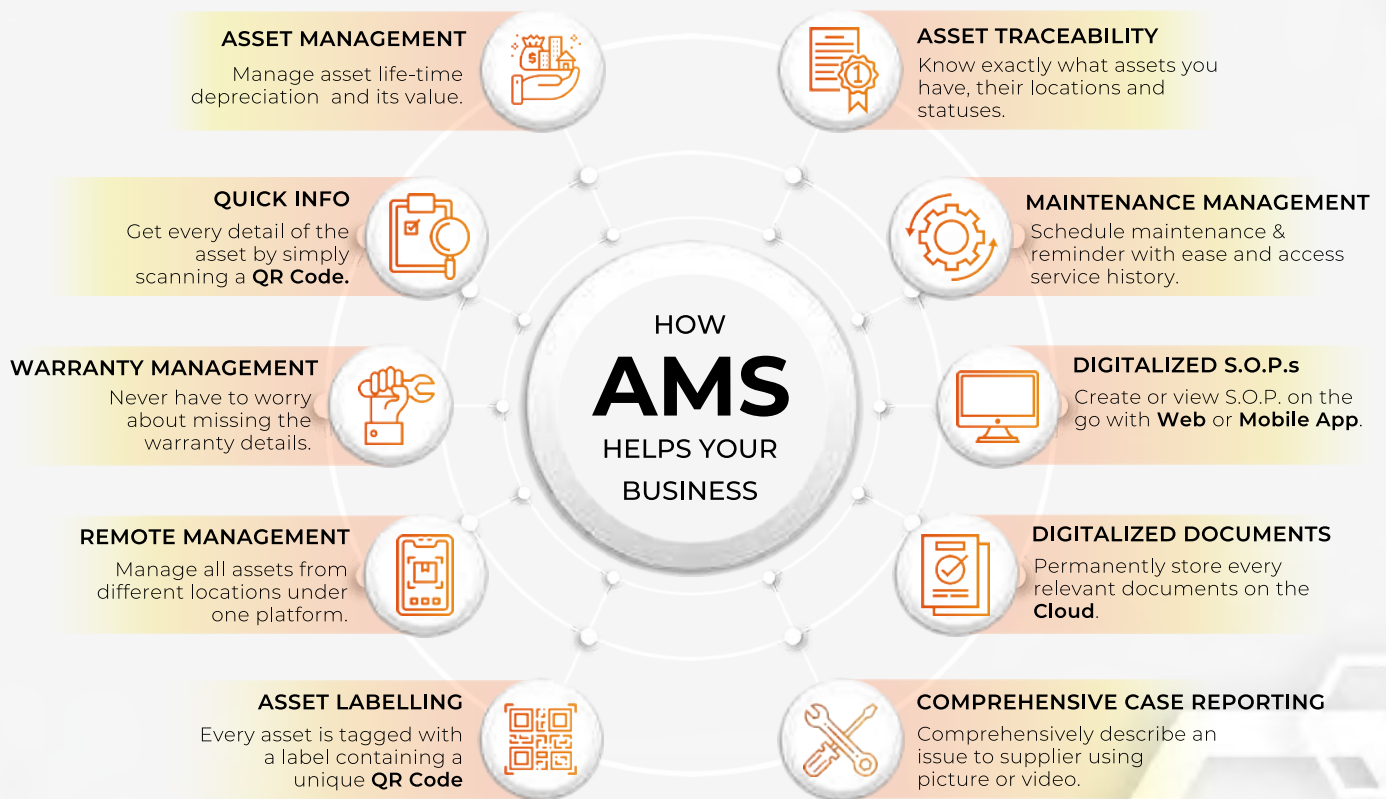 ASSET MANAGEMENT
Manage asset life-time
depreciation and its value.
QUICK INFO
Get every detail of the
asset by simply
scanning a QR Code.
WARRANTY MANAGEMENT
Never have to worry
about missing the
warranty details.
REMOTE MANAGEMENT
Manage all assets from
different locations under
one platform.
ASSET LABELLING
Every asset is tagged with
a label containing a
unique QR Code
HOW
AMS
HELPS YOUR
BUSINESS
ASSET TRACEABILITY
Know exactly what assets you
have, their locations and
statuses.
MAINTENANCE MANAGEMENT
Schedule maintenance &
reminder with ease and access
service history.
DIGITALIZED S.O.P.s
Create or view S.O.P. on the
go with Web or Mobile App.
DIGITALIZED DOCUMENTS
Permanently store every
relevant documents on the
Cloud.
COMPREHENSIVE CASE REPORTING
Comprehensively describe an
issue to supplier using
picture or video.
$
1